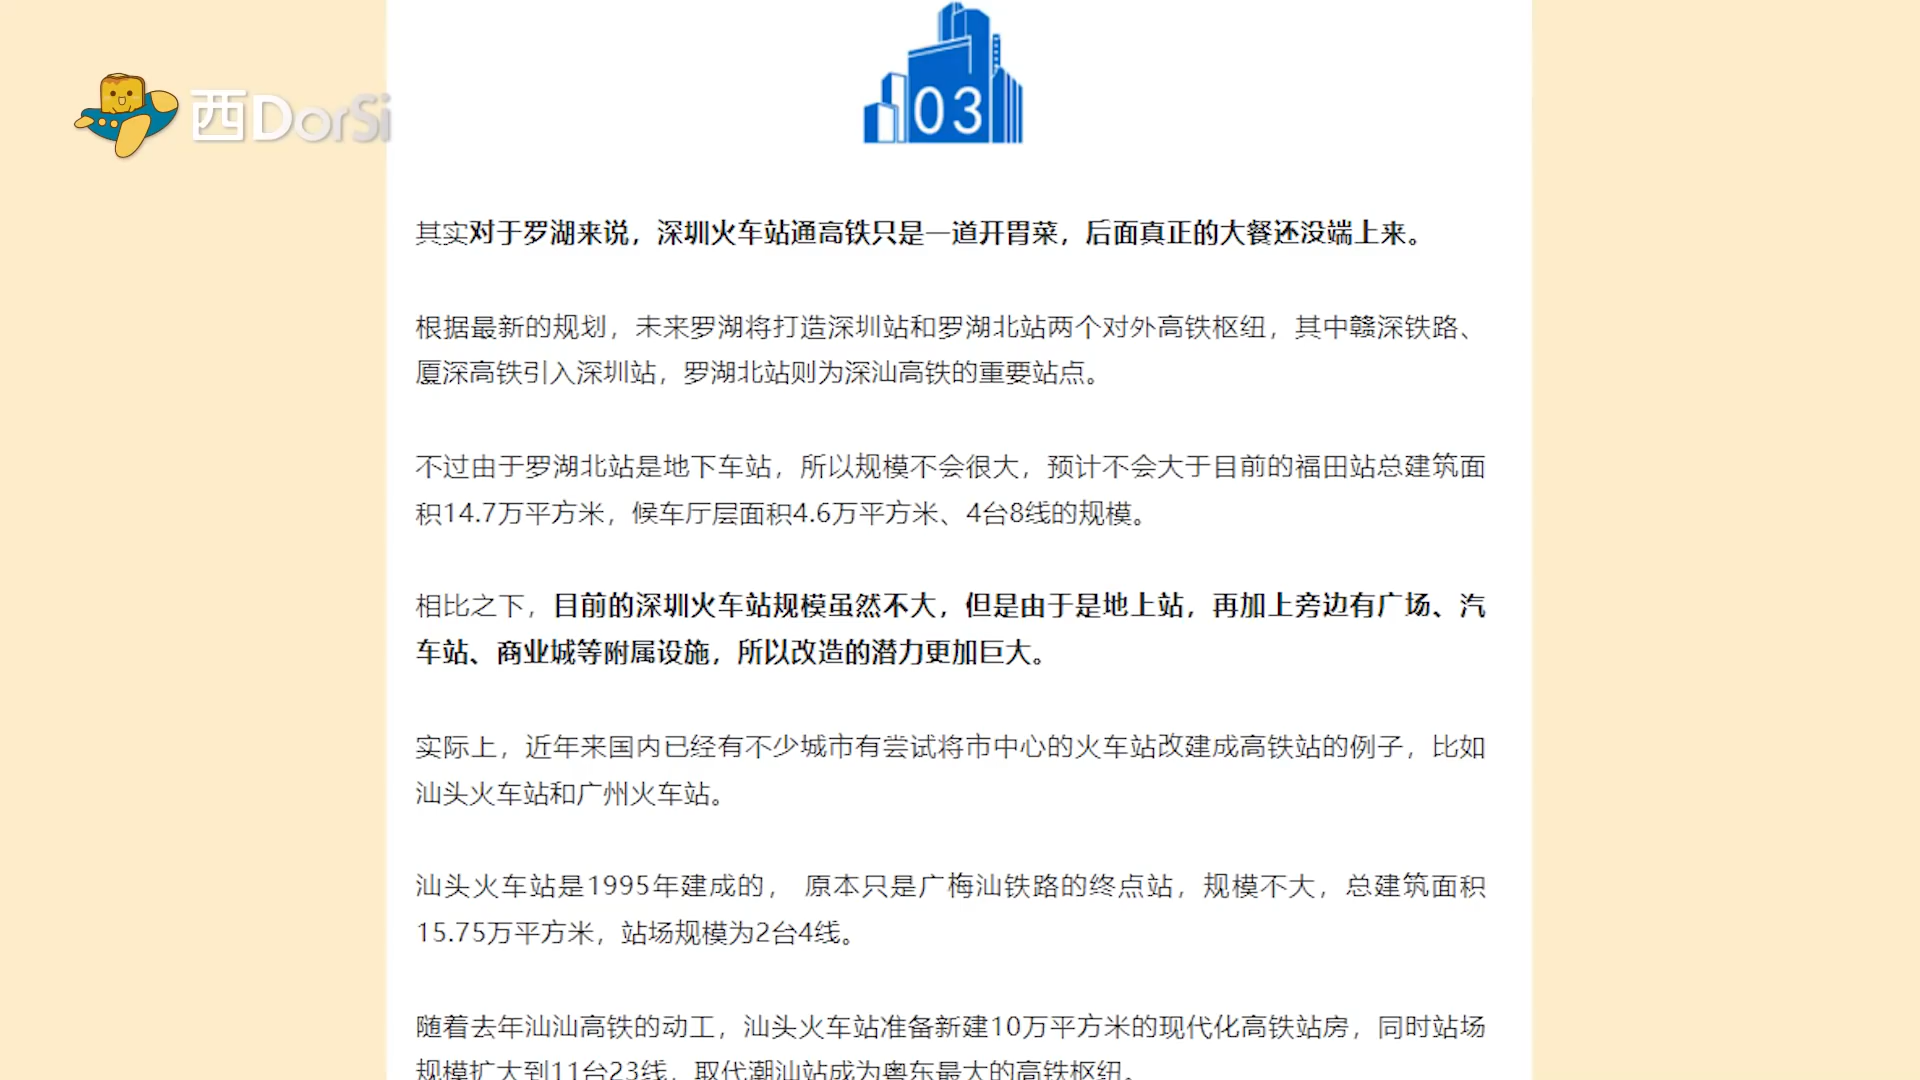 西DorSi
03
其实对于罗湖来说，深圳火车站通高铁只是一道开胃菜，后面真正的大餐还没端上来。
根据最新的规划，未来罗湖将打造深圳站和罗湖北站两个对外高铁枢纽，其中赣深铁路、
厦深高铁引入深圳站，罗湖北站则为深汕高铁的重要站点。
不过由于罗湖北站是地下车站，所以规模不会很大，预计不会大于目前的福田站总建筑面
积14.7万平方米，候车厅层面积4.6万平方米、4台8线的规模。
相比之下，目前的深圳火车站规模虽然不大，但是由于是地上站，再加上旁边有广场、汽
车站、商业城等附属设施，所以改造的潜力更加巨大。
实际上，近年来国内已经有不少城市有尝试将市中心的火车站改建成高铁站的例子，比如
汕头火车站和广州火车站。
汕头火车站是1995年建成的， 原本只是广梅汕铁路的终点站，规模不大，总建筑面积
15.75万平方米，站场规模为2台4线。
随着去年汕汕高铁的动工，汕头火车站准备新建10万平方米的现代化高铁站房，同时站场
规模扩大到11台23线，取代潮汕站成为粤东最大的高铁枢纽。